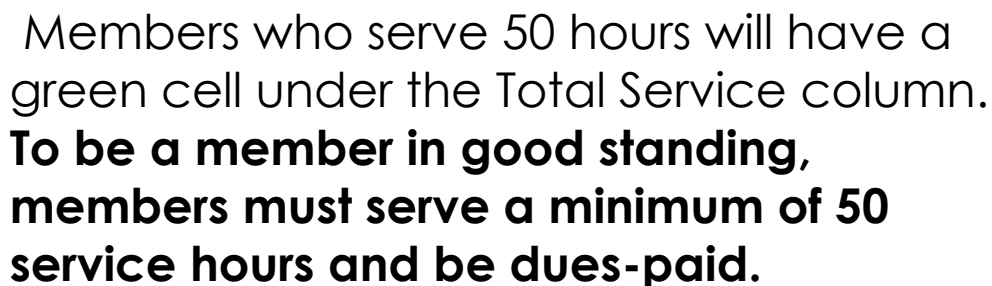 Members who serve 50 hours will have a
green cell under the Total Service column.
To be a member in good standing,
members must serve a minimum of 50
service hours and be dues-paid.